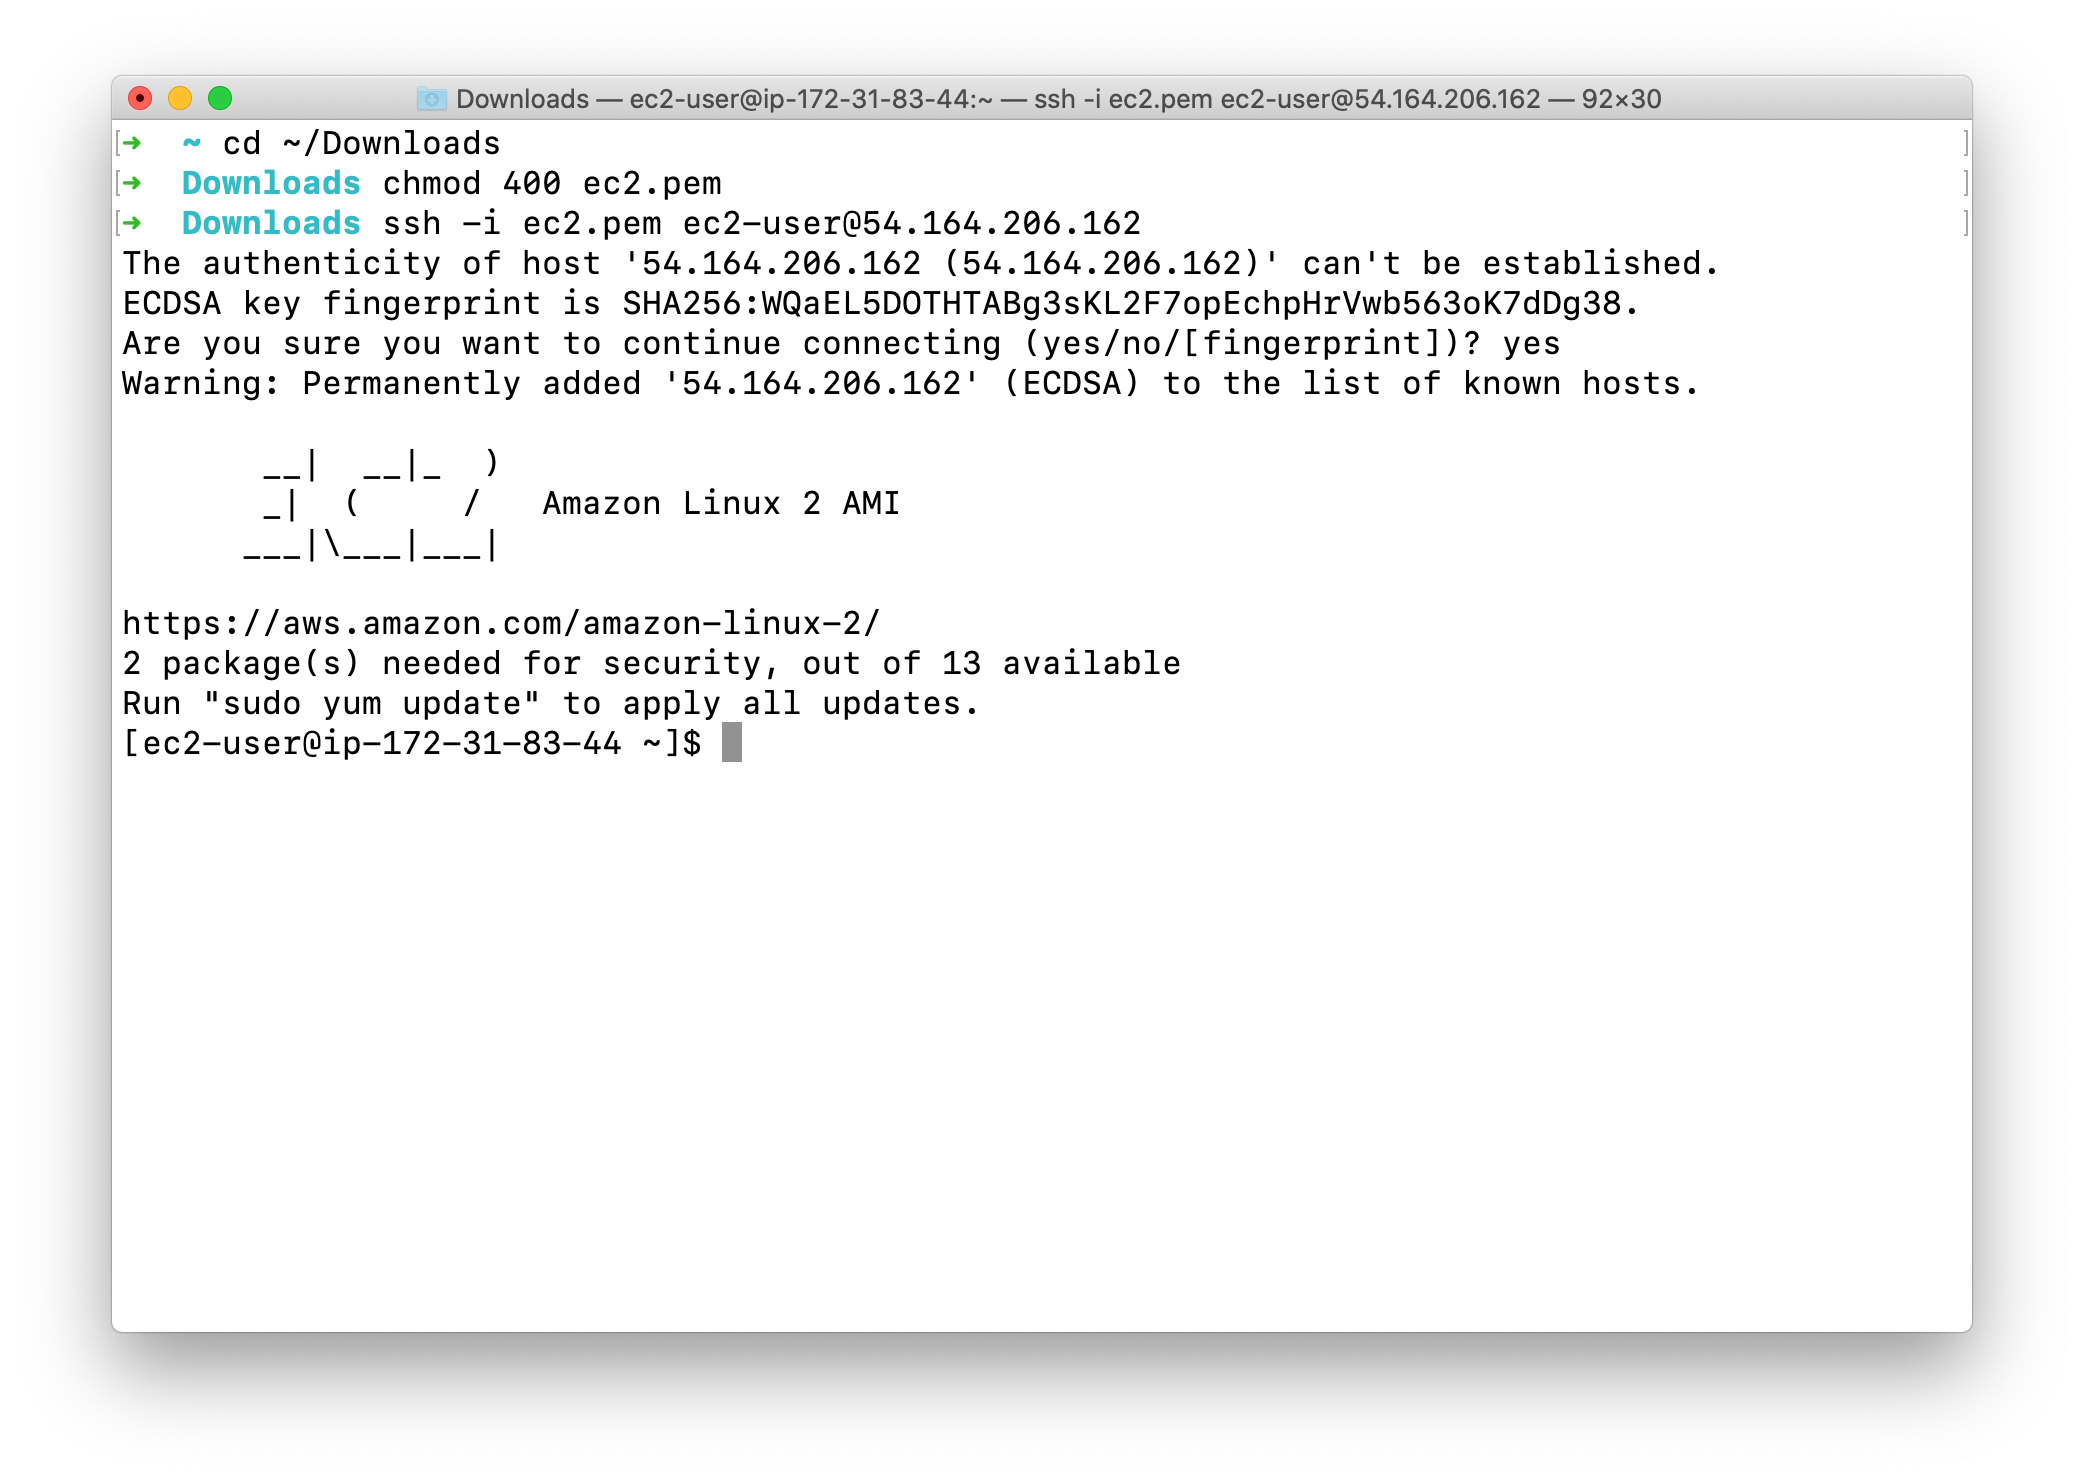 Downloads — ec2-user@ip-172-31-83-44:~ — ssh -i ec2.pem ec2-user@54.164.206.162 — 92×30
[➜  ~ cd ~/Downloads ]
[➜  Downloads chmod 400 ec2.pem ]
[➜  Downloads ssh -i ec2.pem ec2-user@54.164.206.162 ]
The authenticity of host '54.164.206.162 (54.164.206.162)' can't be established.
ECDSA key fingerprint is SHA256:WQaEL5DOTHTABg3sKL2F7opEchpHrVwb563oK7dDg38.
Are you sure you want to continue connecting (yes/no/[fingerprint])? yes
Warning: Permanently added '54.164.206.162' (ECDSA) to the list of known hosts.

       __|  __|_  )
       _|  (     /   Amazon Linux 2 AMI
      ___|\___|___|

https://aws.amazon.com/amazon-linux-2/
2 package(s) needed for security, out of 13 available
Run "sudo yum update" to apply all updates.
[ec2-user@ip-172-31-83-44 ~]$